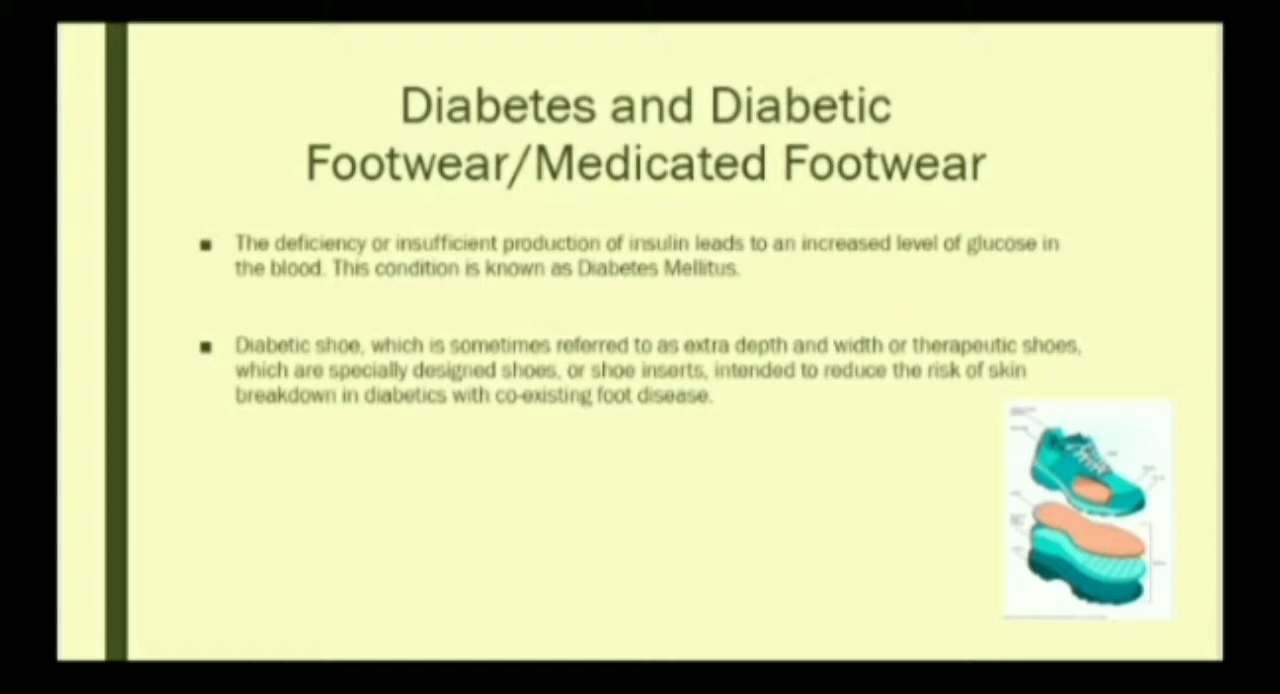 Diabetes and Diabetic
Footwear/Medicated Footwear
▪ The deficiency or insufficient production of insulin leads to an increased level of glucose in
the blood. This condition is known as Diabetes Mellitus.
▪ Diabetic shoe, which is sometimes referred to as extra depth and width or therapeutic shoes,
which are specially designed shoes, or shoe inserts, intended to reduce the risk of skin
breakdown in diabetics with co-existing foot disease.